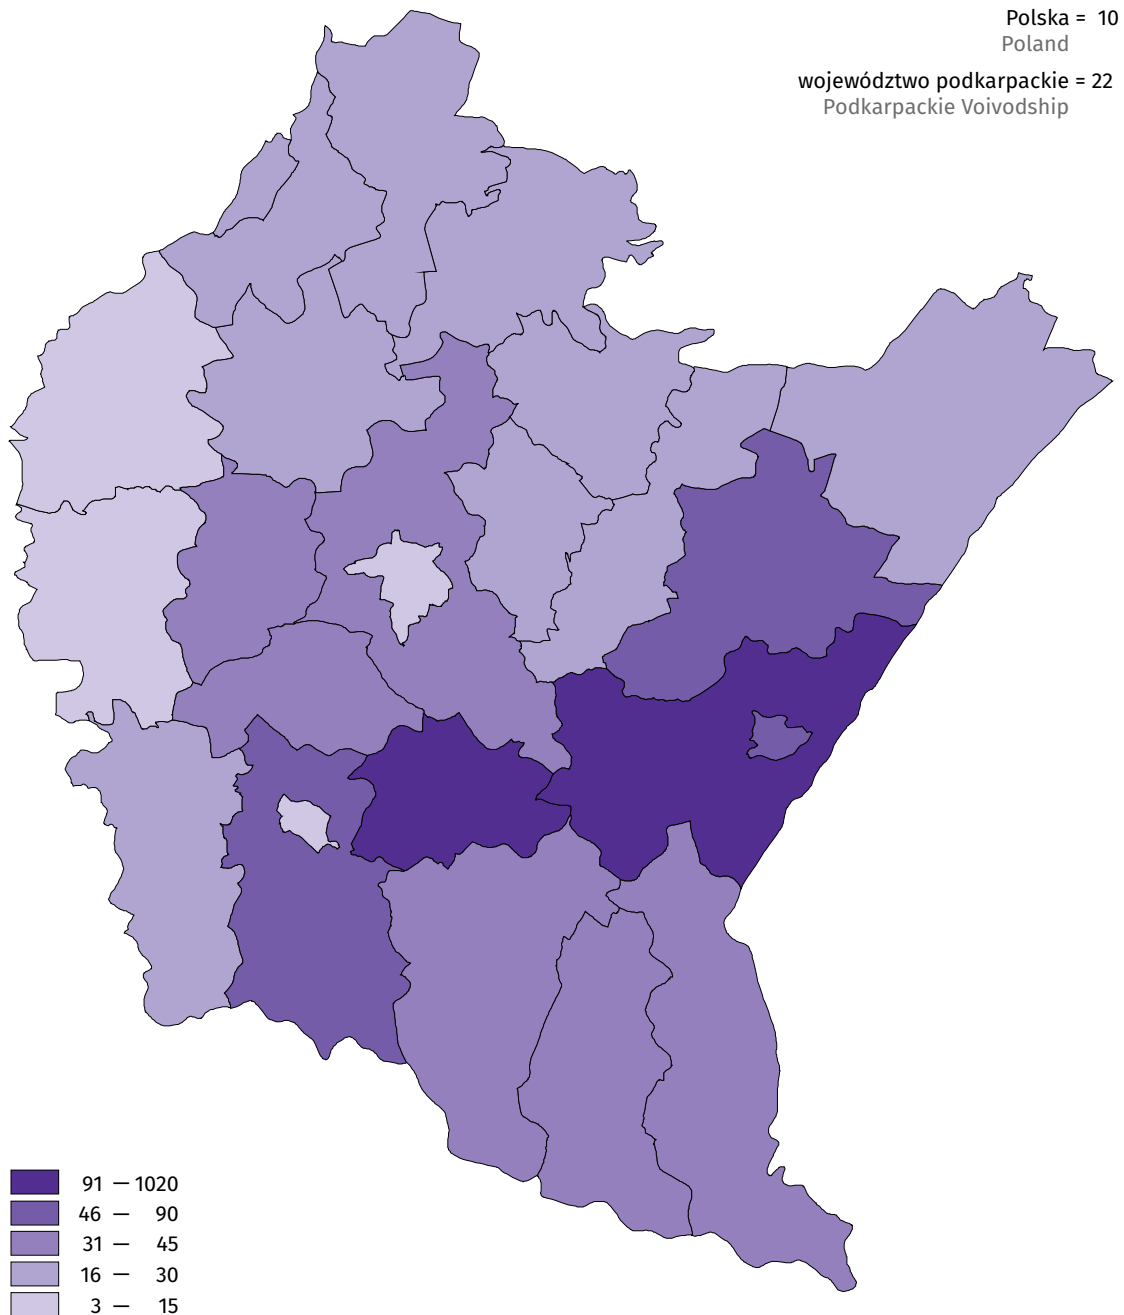 Polska = 10
Poland
województwo podkarpackie = 22
Podkarpackie Voivodship
91 — 1020
46 — 90
31 — 45
16 — 30
3 — 15